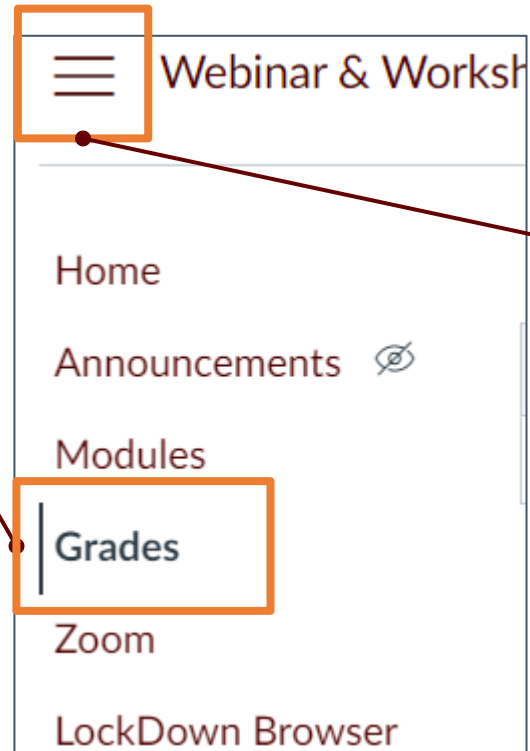 Webinar & Worksh
Home
Announcements
Modules
Grades
Zoom
LockDown Browser